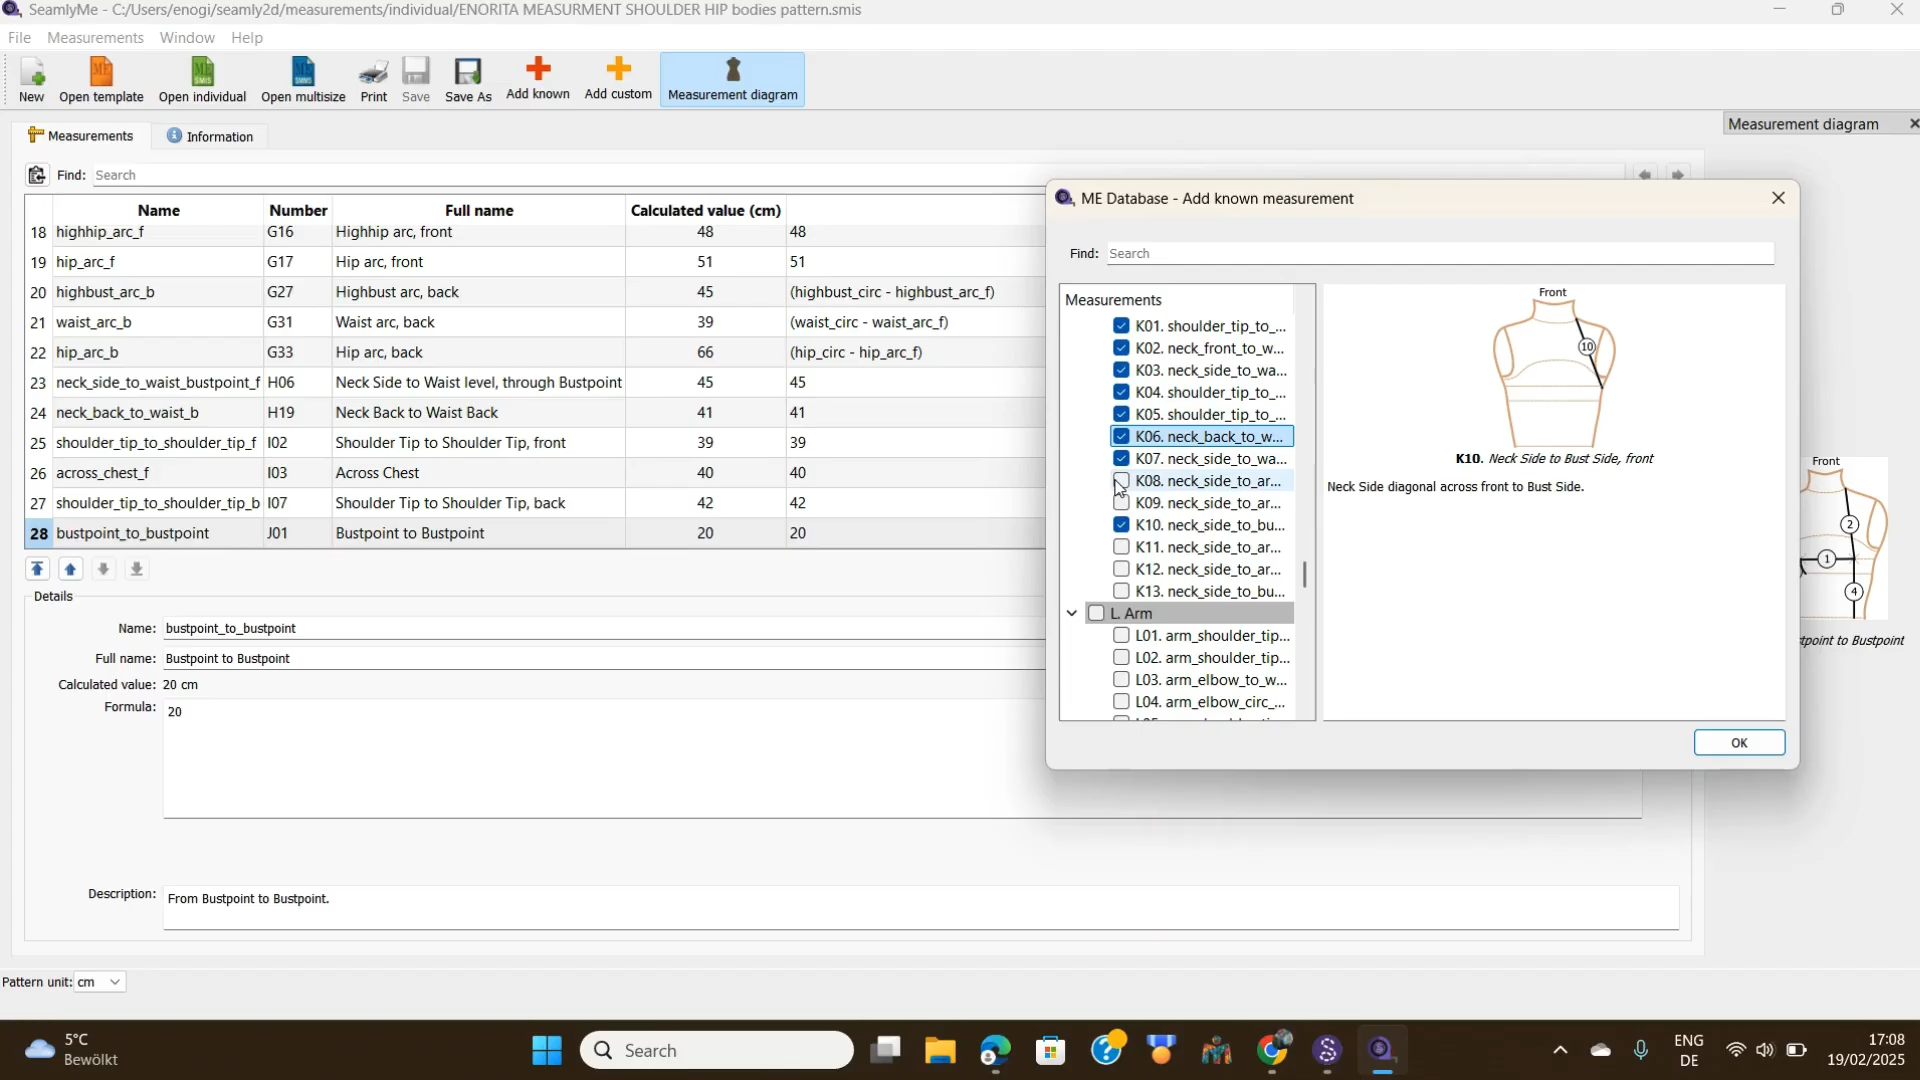 SeamlyMe - C:/Users/enogi/seamly2d/measurements/individual/ENORITA MEASURMENT SHOULDER HIP bodies pattern.smis
File Measurements Window Help
New Open template Open individual Open multisize Print Save Save As Add known Add custom Measurement diagram
Measurements Information
Measurement diagram
Find: Search
Name Number Full name Calculated value (cm)
18 highhip_arc_f G16 Highhip arc, front 48 48
19 hip_arc_f G17 Hip arc, front 51 51
20 highbust_arc_b G27 Highbust arc, back 45 (highbust_circ - highbust_arc_f)
21 waist_arc_b G31 Waist arc, back 39 (waist_circ - waist_arc_f)
22 hip_arc_b G33 Hip arc, back 66 (hip_circ - hip_arc_f)
23 neck_side_to_waist_bustpoint_f H06 Neck Side to Waist level, through Bustpoint 45 45
24 neck_back_to_waist_b H19 Neck Back to Waist Back 41 41
25 shoulder_tip_to_shoulder_tip_f I02 Shoulder Tip to Shoulder Tip, front 39 39
26 across_chest_f I03 Across Chest 40 40
27 shoulder_tip_to_shoulder_tip_b I07 Shoulder Tip to Shoulder Tip, back 42 42
28 bustpoint_to_bustpoint J01 Bustpoint to Bustpoint 20 20
Details
Name: bustpoint_to_bustpoint
Full name: Bustpoint to Bustpoint
Calculated value: 20 cm
Formula: 20
Description: From Bustpoint to Bustpoint.
Pattern unit: cm
ME Database - Add known measurement
Find: Search
Measurements
K01. shoulder_tip_to_...
K02. neck_front_to_w...
K03. neck_side_to_wa...
K04. shoulder_tip_to_...
K05. shoulder_tip_to_...
K06. neck_back_to_w...
K07. neck_side_to_wa...
K08. neck_side_to_ar...
K09. neck_side_to_ar...
K10. neck_side_to_bu...
K11. neck_side_to_ar...
K12. neck_side_to_ar...
K13. neck_side_to_bu...
L. Arm
L01. arm_shoulder_tip...
L02. arm_shoulder_tip...
L03. arm_elbow_to_w...
L04. arm_elbow_circ_...
Front
10
K10. Neck Side to Bust Side, front
Neck Side diagonal across front to Bust Side.
OK
Front
2
1
4
tpoint to Bustpoint
5°C
Bewölkt
Search
ENG
DE
17:08
19/02/2025